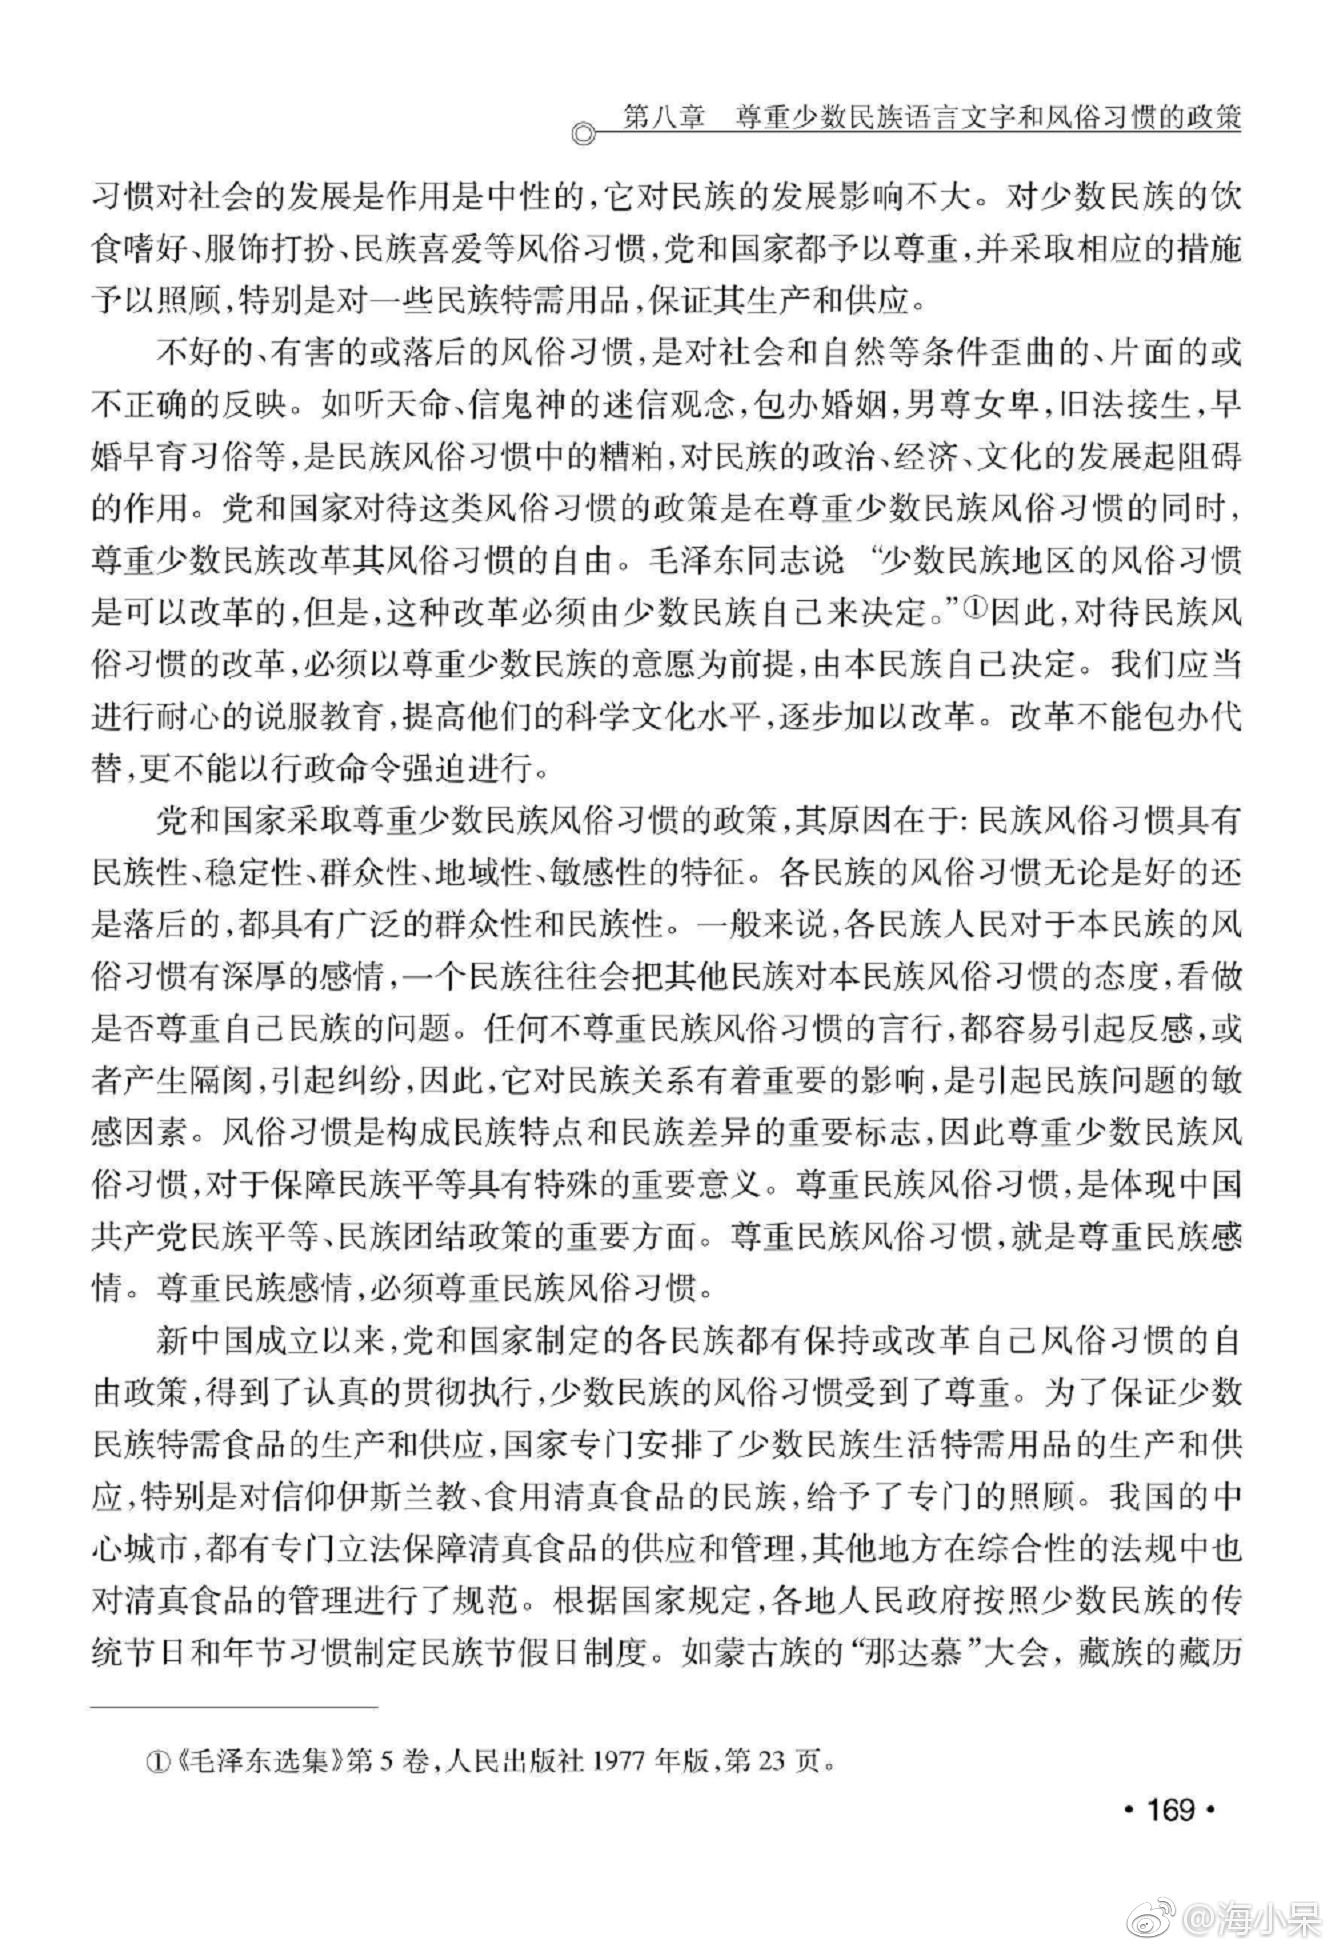 第八章　尊重少数民族语言文字和风俗习惯的政策
习惯对社会的发展是作用是中性的，它对民族的发展影响不大。对少数民族的饮
食嗜好、服饰打扮、民族喜爱等风俗习惯，党和国家都予以尊重，并采取相应的措施
予以照顾，特别是对一些民族特需用品，保证其生产和供应。
不好的、有害的或落后的风俗习惯，是对社会和自然等条件歪曲的、片面的或
不正确的反映。如听天命、信鬼神的迷信观念，包办婚姻，男尊女卑，旧法接生，早
婚早育习俗等，是民族风俗习惯中的糟粕，对民族的政治、经济、文化的发展起阻碍
的作用。党和国家对待这类风俗习惯的政策是在尊重少数民族风俗习惯的同时，
尊重少数民族改革其风俗习惯的自由。毛泽东同志说 “少数民族地区的风俗习惯
是可以改革的，但是，这种改革必须由少数民族自己来决定。”①因此，对待民族风
俗习惯的改革，必须以尊重少数民族的意愿为前提，由本民族自己决定。我们应当
进行耐心的说服教育，提高他们的科学文化水平，逐步加以改革。改革不能包办代
替，更不能以行政命令强迫进行。
党和国家采取尊重少数民族风俗习惯的政策，其原因在于：民族风俗习惯具有
民族性、稳定性、群众性、地域性、敏感性的特征。各民族的风俗习惯无论是好的还
是落后的，都具有广泛的群众性和民族性。一般来说，各民族人民对于本民族的风
俗习惯有深厚的感情，一个民族往往会把其他民族对本民族风俗习惯的态度，看做
是否尊重自己民族的问题。任何不尊重民族风俗习惯的言行，都容易引起反感，或
者产生隔阂，引起纠纷，因此，它对民族关系有着重要的影响，是引起民族问题的敏
感因素。风俗习惯是构成民族特点和民族差异的重要标志，因此尊重少数民族风
俗习惯，对于保障民族平等具有特殊的重要意义。尊重民族风俗习惯，是体现中国
共产党民族平等、民族团结政策的重要方面。尊重民族风俗习惯，就是尊重民族感
情。尊重民族感情，必须尊重民族风俗习惯。
新中国成立以来，党和国家制定的各民族都有保持或改革自己风俗习惯的自
由政策，得到了认真的贯彻执行，少数民族的风俗习惯受到了尊重。为了保证少数
民族特需食品的生产和供应，国家专门安排了少数民族生活特需用品的生产和供
应，特别是对信仰伊斯兰教、食用清真食品的民族，给予了专门的照顾。我国的中
心城市，都有专门立法保障清真食品的供应和管理，其他地方在综合性的法规中也
对清真食品的管理进行了规范。根据国家规定，各地人民政府按照少数民族的传
统节日和年节习惯制定民族节假日制度。如蒙古族的“那达慕”大会，藏族的藏历
①《毛泽东选集》第 5 卷，人民出版社 1977 年版，第 23 页。
·169·
@海小呆